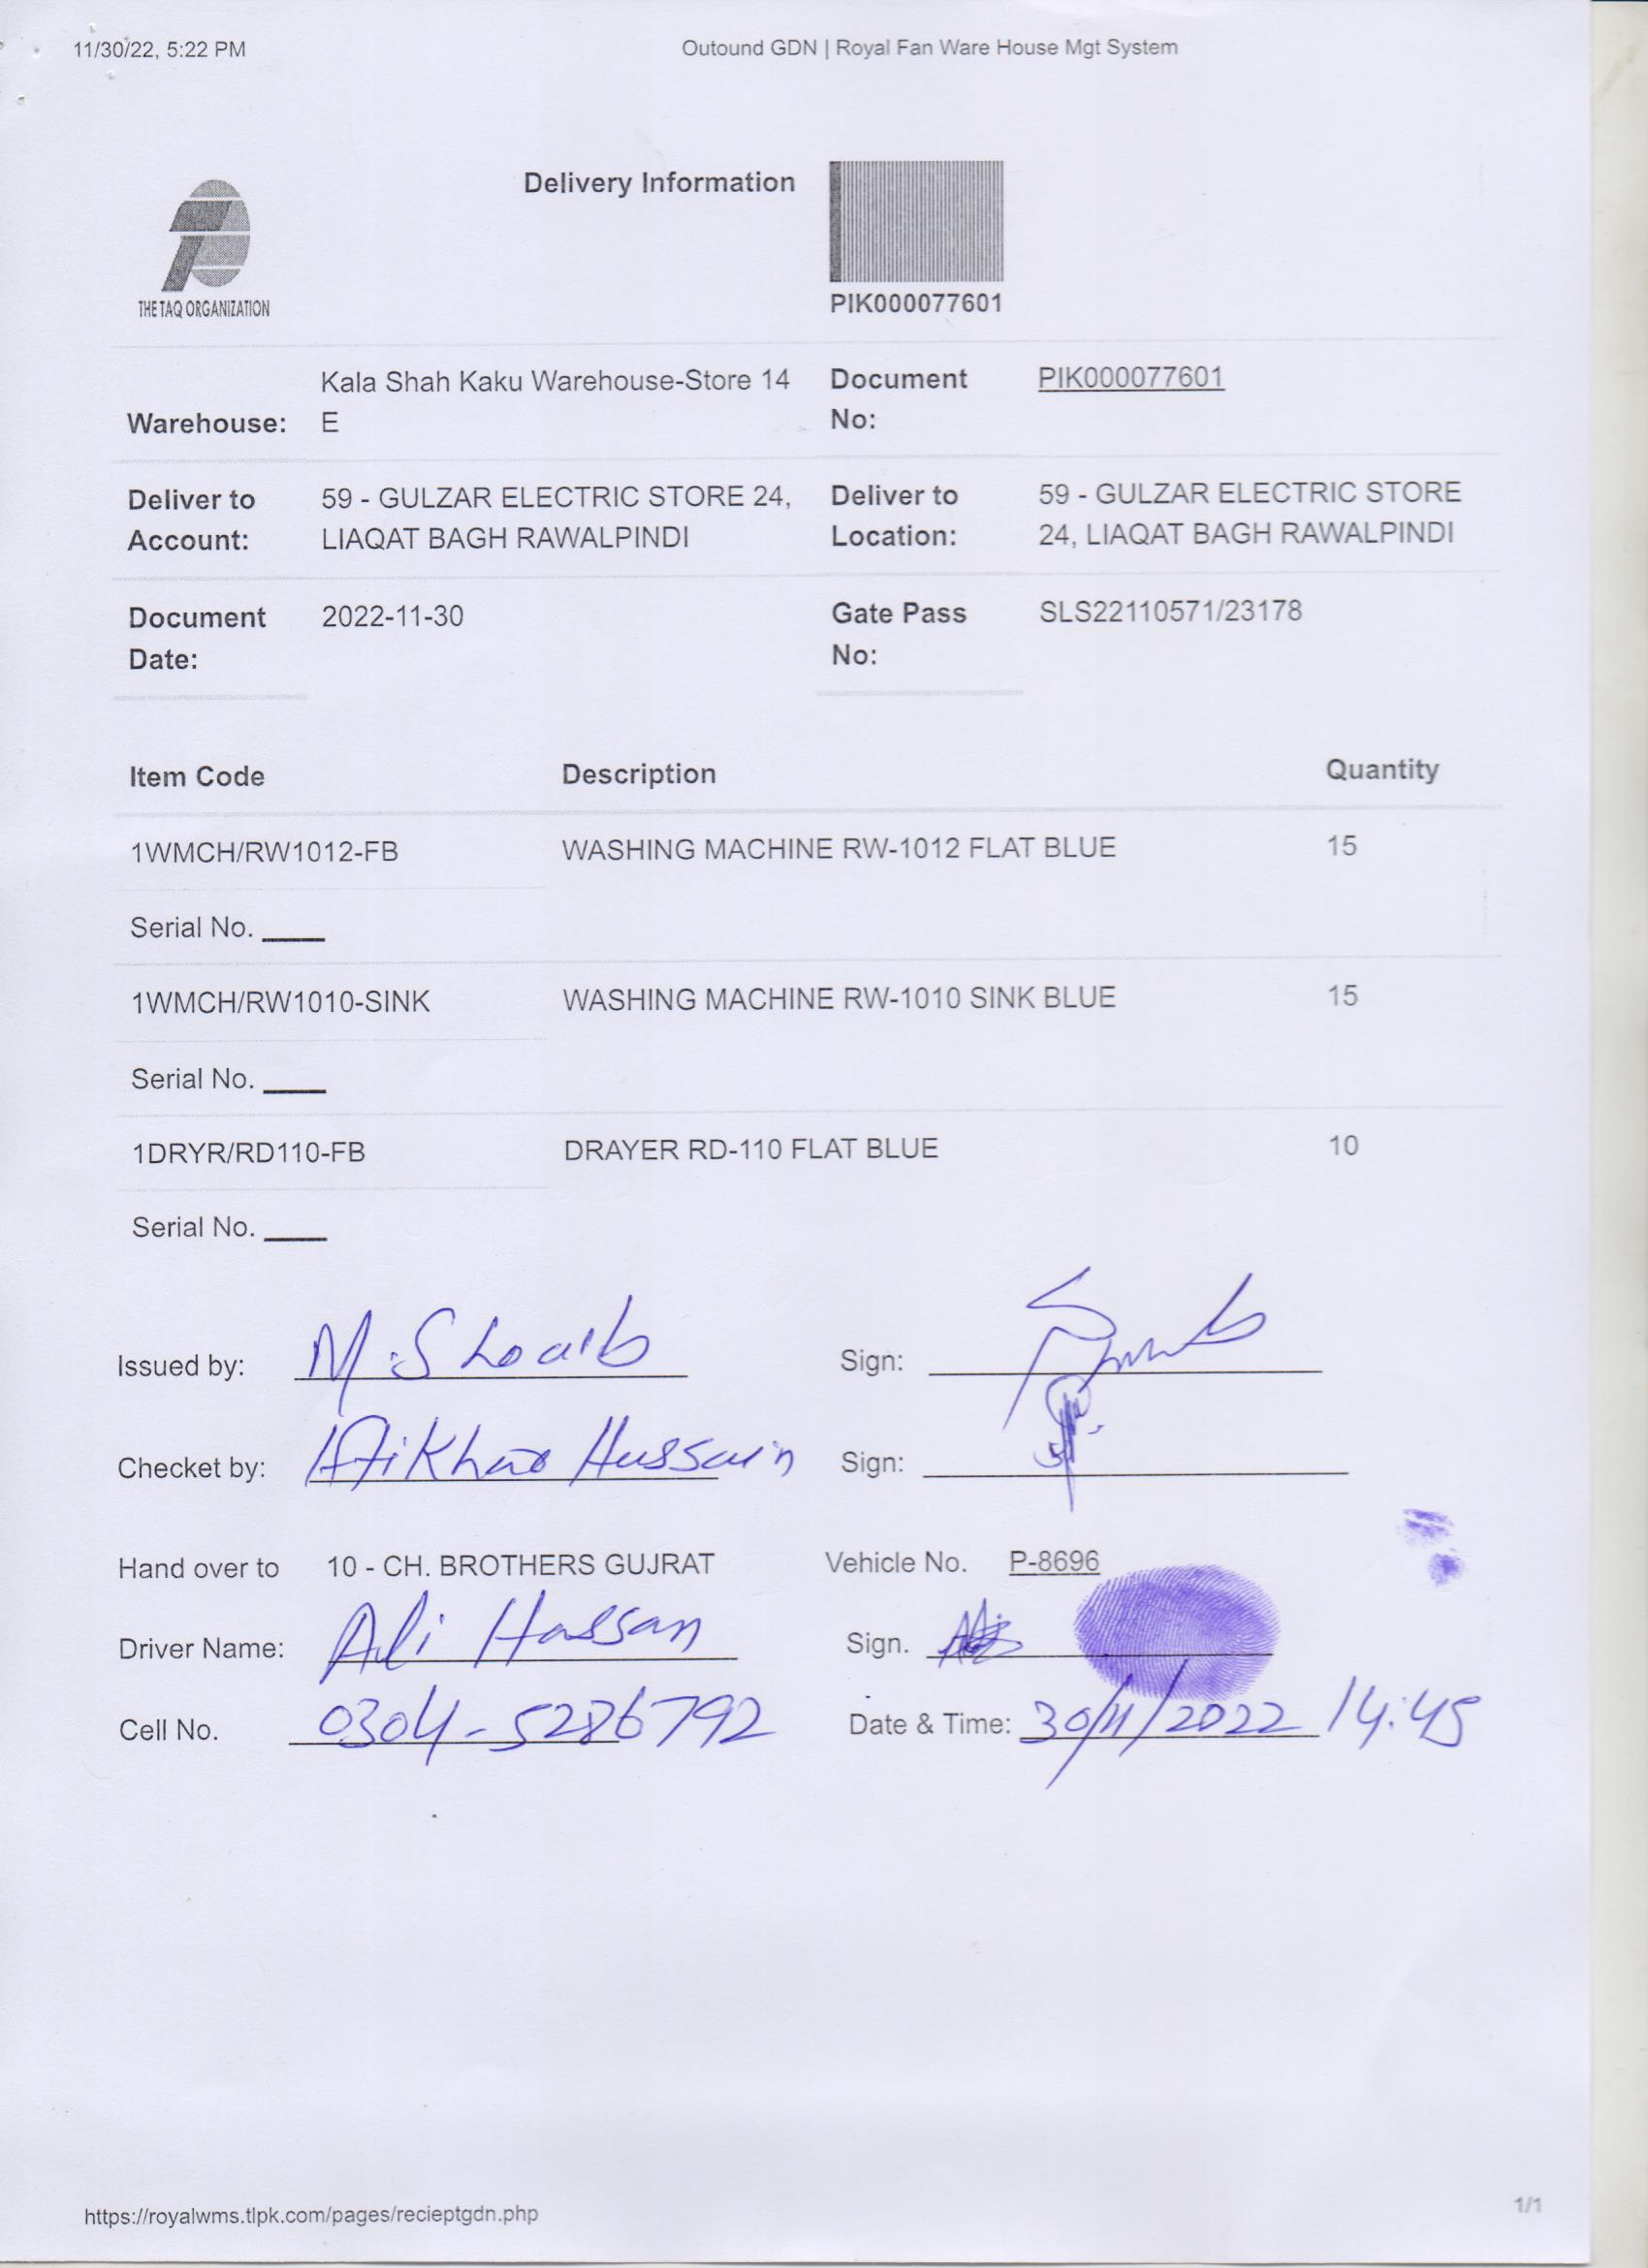 11/30/22, 5:22 PM
Outound GDN | Royal Fan Ware House Mgt System
Delivery Information
THE TAQ ORGANIZATION
PIK000077601
Kala Shah Kaku Warehouse-Store 14
Document
PIK000077601
Warehouse:
E
No:
Deliver to
59 - GULZAR ELECTRIC STORE 24,
Deliver to
59 - GULZAR ELECTRIC STORE
Account:
LIAQAT BAGH RAWALPINDI
Location:
24, LIAQAT BAGH RAWALPINDI
Document
2022-11-30
Gate Pass
SLS22110571/23178
Date:
No:
Item Code
Description
Quantity
1WMCH/RW1012-FB
WASHING MACHINE RW-1012 FLAT BLUE
15
Serial No. ____
1WMCH/RW1010-SINK
WASHING MACHINE RW-1010 SINK BLUE
15
Serial No. ____
1DRYR/RD110-FB
DRAYER RD-110 FLAT BLUE
10
Serial No. ____
Issued by: M.Shoaib
Sign:
Checket by: Iftikhar Hussain
Sign:
Hand over to 10 - CH. BROTHERS GUJRAT
Vehicle No. P-8696
Driver Name: Ali Hassan
Sign.
Cell No. 0304-5286792
Date & Time: 30/11/2022 14:45
https://royalwms.tlpk.com/pages/recieptgdn.php
1/1